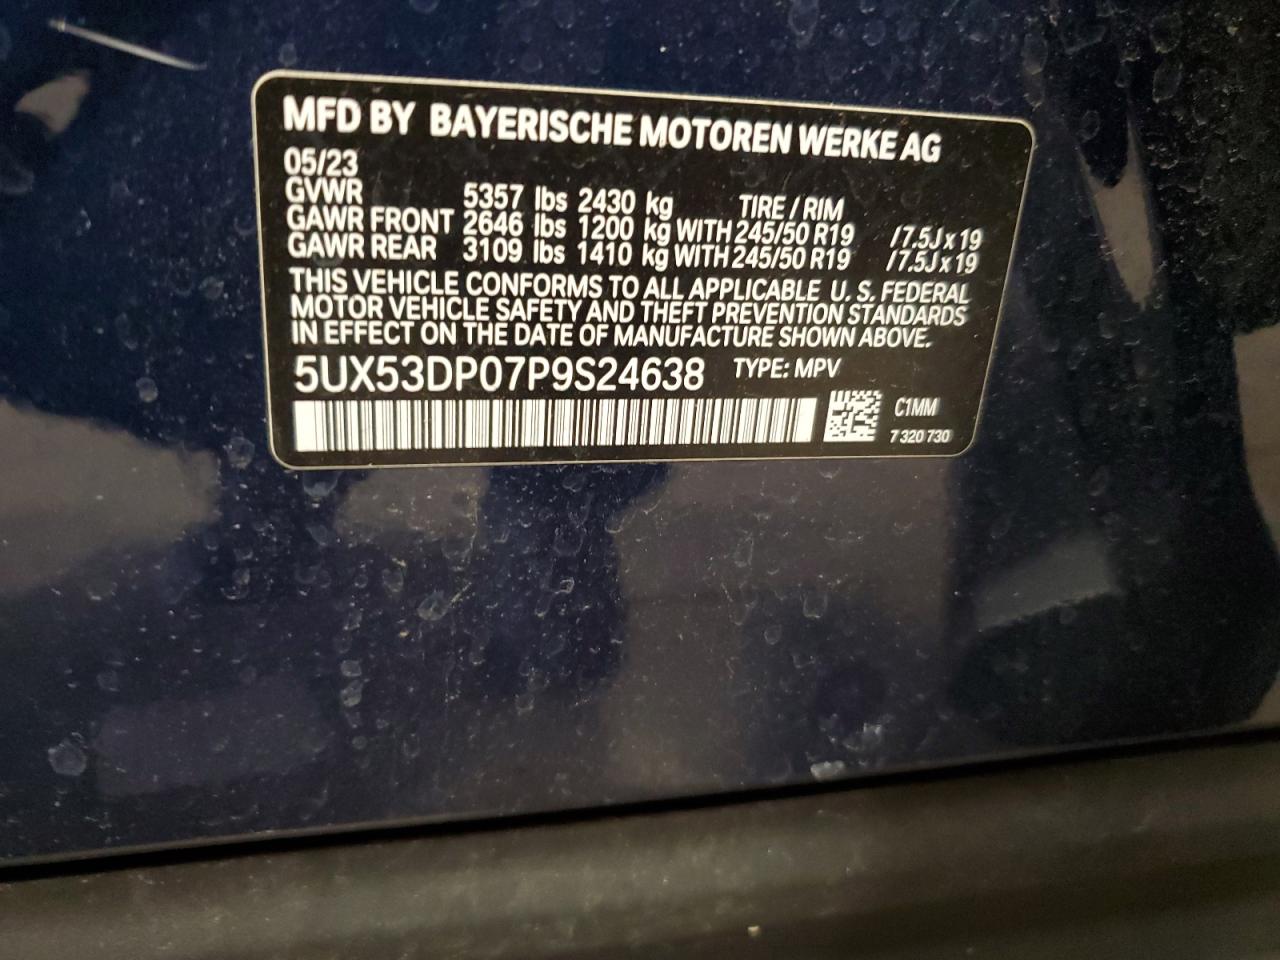 MFD BY BAYERISCHE MOTOREN WERKE AG
05/23
GVWR 5357 lbs 2430 kg TIRE / RIM
GAWR FRONT 2646 lbs 1200 kg WITH 245/50 R19 / 7.5J x 19
GAWR REAR 3109 lbs 1410 kg WITH 245/50 R19 / 7.5J x 19
THIS VEHICLE CONFORMS TO ALL APPLICABLE U. S. FEDERAL
MOTOR VEHICLE SAFETY AND THEFT PREVENTION STANDARDS
IN EFFECT ON THE DATE OF MANUFACTURE SHOWN ABOVE.
5UX53DP07P9S24638 TYPE: MPV
C1MM
7 320 730